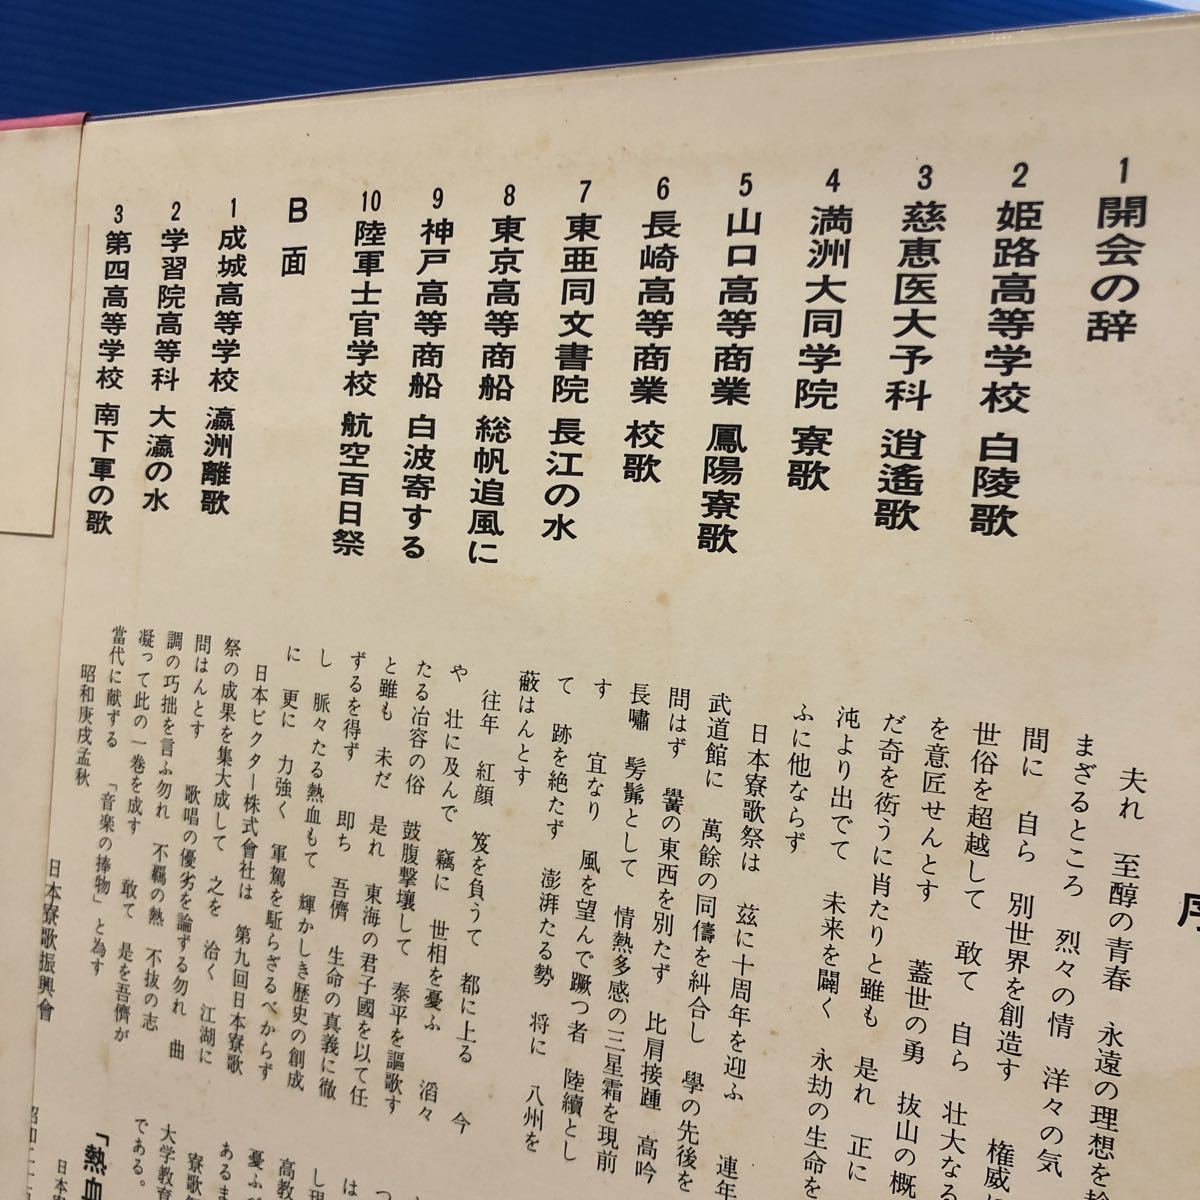 1 開会の辞
2 姫路高等学校 白陵歌
3 慈恵医大予科 逍遙歌
4 満洲大同学院 寮歌
5 山口高等商業 鳳陽寮歌
6 長崎高等商業 校歌
7 東亜同文書院 長江の水
8 東京高等商船 総帆追風に
9 神戸高等商船 白波寄する
10 陸軍士官学校 航空百日祭
B面
1 成城高等学校 瀛洲離歌
2 学習院高等科 大瀛の水
3 第四高等学校 南下軍の歌
序
夫れ 至醇の青春 永遠の理想を
まざるところ 烈々の情 洋々の気
間に 自ら 別世界を創造す 権威に
世俗を超越して 敢て 自ら 壮大なる
を意匠せんとす 蓋世の勇 抜山の概
だ奇を衒うに肖たりと雖も 是れ 正に
沌より出でて 未来を闢く 永劫の生命を
ふに他ならず
日本寮歌祭は 茲に十周年を迎ふ 連年
武道館に 萬餘の同儔を糾合し 學の先後を
問はず 黌の東西を別たず 比肩接踵 高吟
長嘯 髣髴として 情熱多感の三星霜を現前
す 宜なり 風を望んで蹶つ者 陸續とし
て 跡を絶たず 澎湃たる勢 将に 八州を
蔽はんとす
往年 紅顔 笈を負うて 都に上る 今
や 壮に及んで 竊に 世相を憂ふ 滔々
たる冶容の俗 鼓腹撃壌して 泰平を謳歌す
と雖も 未だ 是れ 東海の君子國を以て任
ずるを得ず 即ち 吾儕 生命の真義に徹
し 脈々たる熱血もて 輝かしき歴史の創成
に 更に 力強く 軍駕を駈らざるべからず
日本ビクター株式會社は 第九回日本寮歌
祭の成果を集大成して 之を 洽く 江湖に
問はんとす 歌唱の優劣を論ずる勿れ 曲
調の巧拙を言ふ勿れ 不羈の熱 不抜の志
凝って此の一巻を成す 敢て 是を吾儕が
當代に献ずる 「音楽の捧物」と為す
昭和庚戌孟秋
日本寮歌振興會
である。
大学教育
「熱血